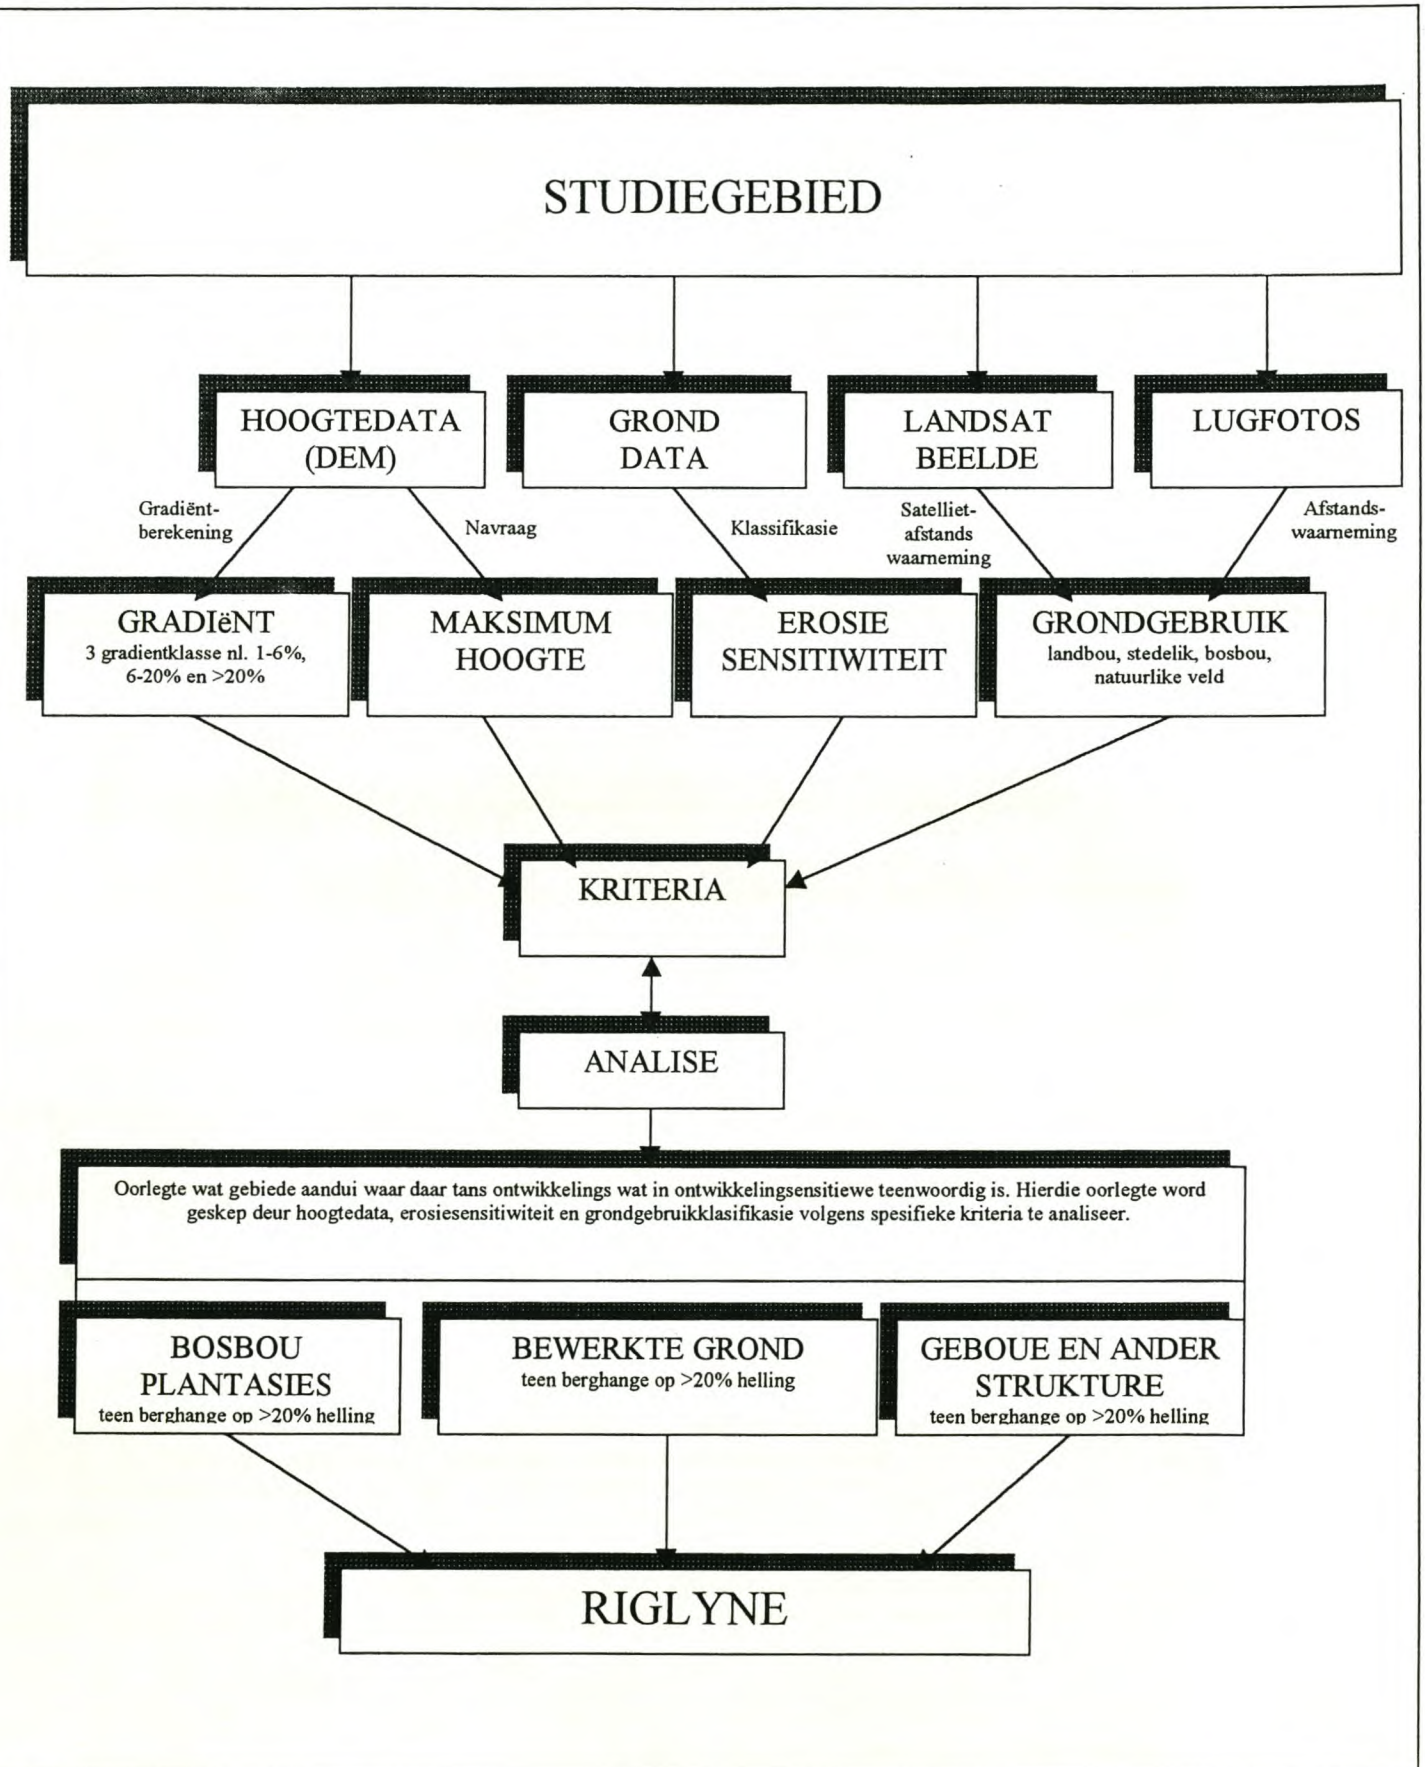 STUDIEGEBIED
HOOGTEDATA
(DEM)
GROND
DATA
LANDSAT
BEELDE
LUGFOTOS
Gradiënt-
berekening
Navraag
Klassifikasie
Satelliet-
afstands
waarneming
Afstands-
waarneming
GRADIëNT
3 gradientklasse nl. 1-6%,
6-20% en >20%
MAKSIMUM
HOOGTE
EROSIE
SENSITIWITEIT
GRONDGEBRUIK
landbou, stedelik, bosbou,
natuurlike veld
KRITERIA
ANALISE
Oorlegte wat gebiede aandui waar daar tans ontwikkelings wat in ontwikkelingsensitiewe teenwoordig is. Hierdie oorlegte word
geskep deur hoogtedata, erosiesensitiwiteit en grondgebruikklasifikasie volgens spesifieke kriteria te analiseer.
BOSBOU
PLANTASIES
teen berghange op >20% helling
BEWERKTE GROND
teen berghange op >20% helling
GEBOUE EN ANDER
STRUKTURE
teen berghange op >20% helling
RIGLYNE